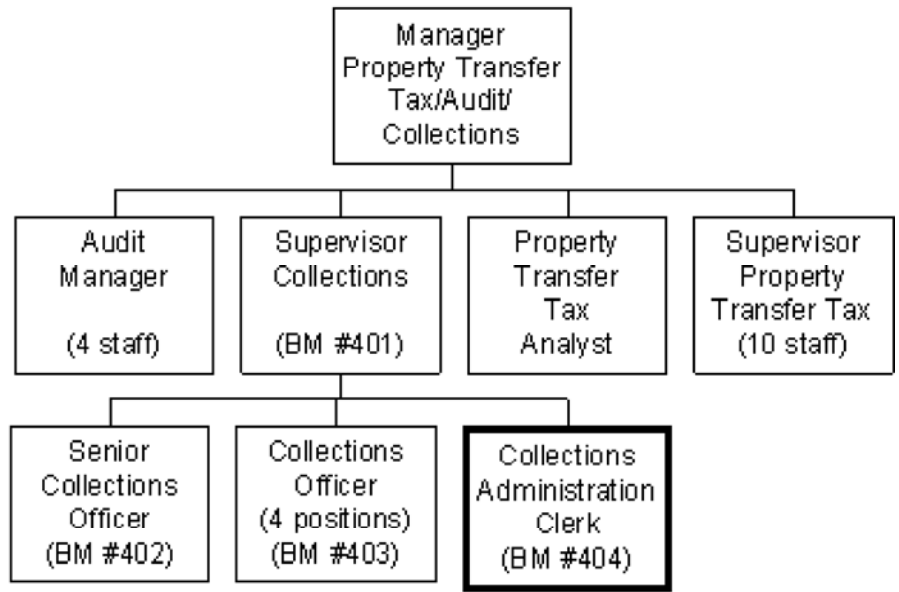 Manager
Property Transfer
Tax/Audit/
Collections
Audit
Manager
(4 staff)
Supervisor
Collections
(BM #401)
Property
Transfer
Tax
Analyst
Supervisor
Property
Transfer Tax
(10 staff)
Senior
Collections
Officer
(BM #402)
Collections
Officer
(4 positions)
(BM #403)
Collections
Administration
Clerk
(BM #404)